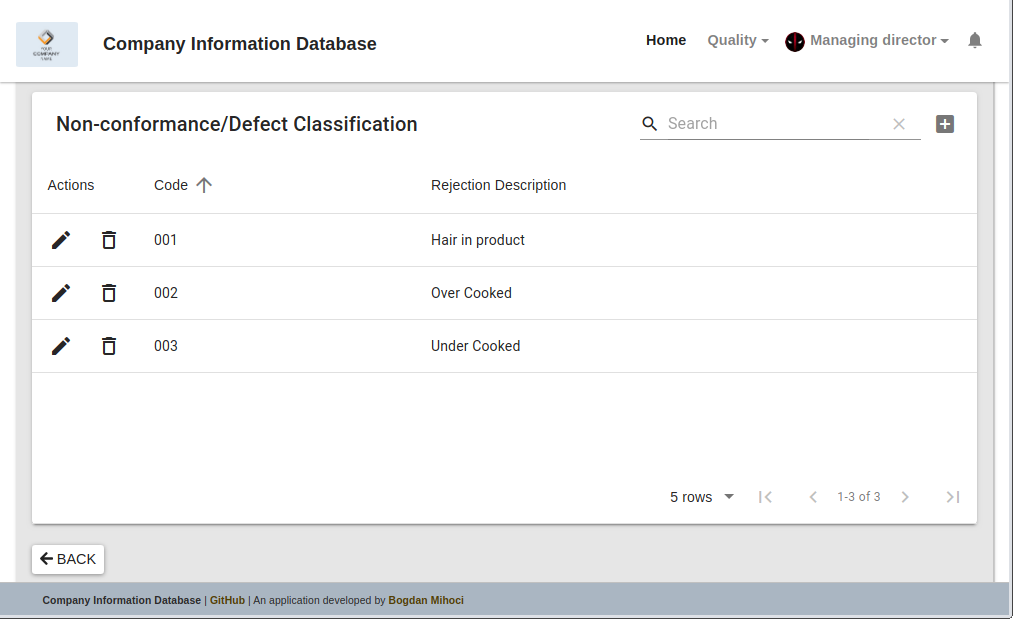 YOUR
COMPANY
Company Information Database
Home
Quality
Managing director
Non-conformance/Defect Classification
Search
Actions
Code
Rejection Description
001
Hair in product
002
Over Cooked
003
Under Cooked
5 rows
1-3 of 3
BACK
Company Information Database | GitHub | An application developed by Bogdan Mihoci